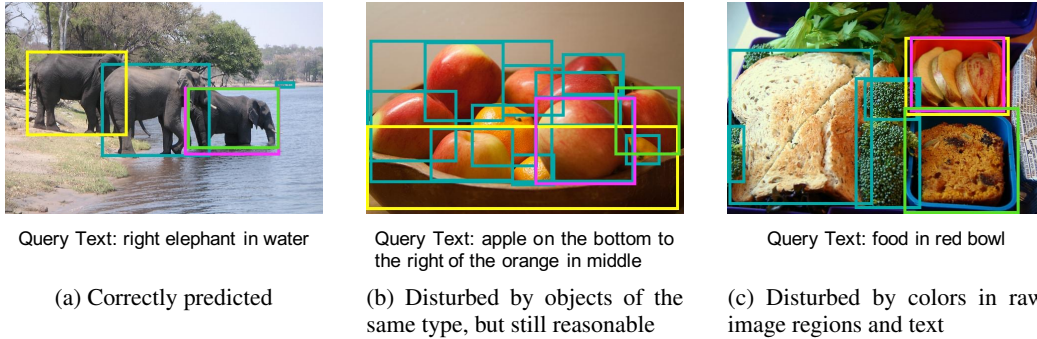 Query Text: right elephant in water
(a) Correctly predicted
Query Text: apple on the bottom to
the right of the orange in middle
(b) Disturbed by objects of the
same type, but still reasonable
Query Text: food in red bowl
(c) Disturbed by colors in raw
image regions and text